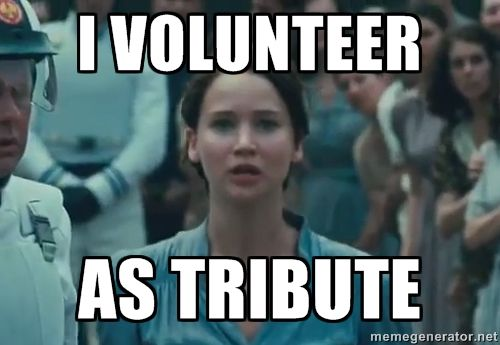 I VOLUNTEER
AS TRIBUTE
memegenerator.net